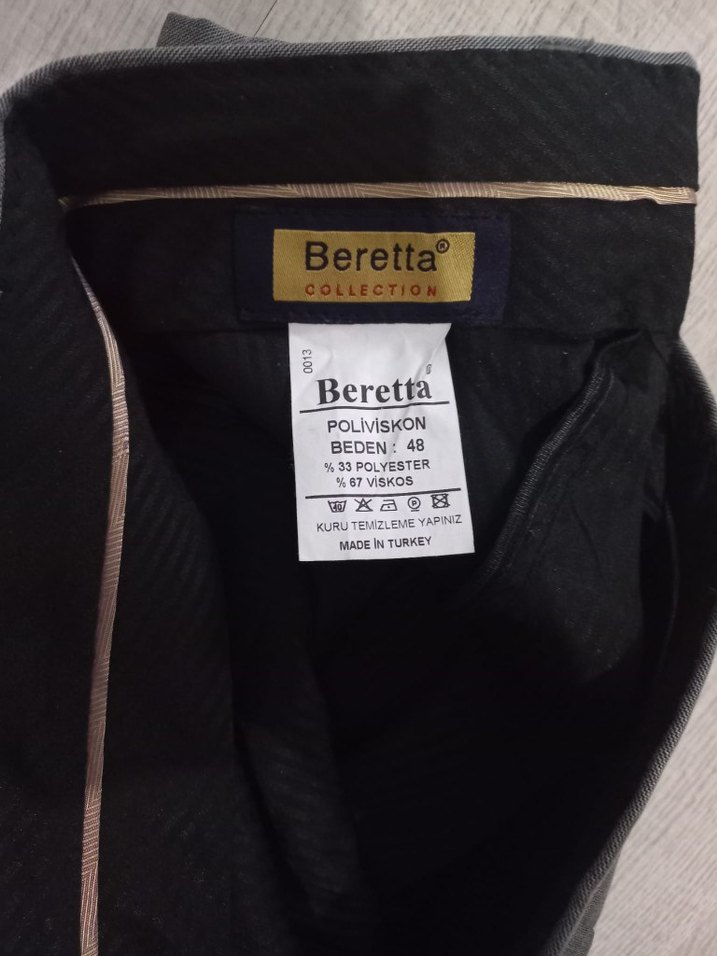 Beretta®
COLLECTION
0013
Beretta
POLİVİSKON
BEDEN : 48
% 33 POLYESTER
% 67 VİSKOS
KURU TEMİZLEME YAPINIZ
MADE İN TURKEY